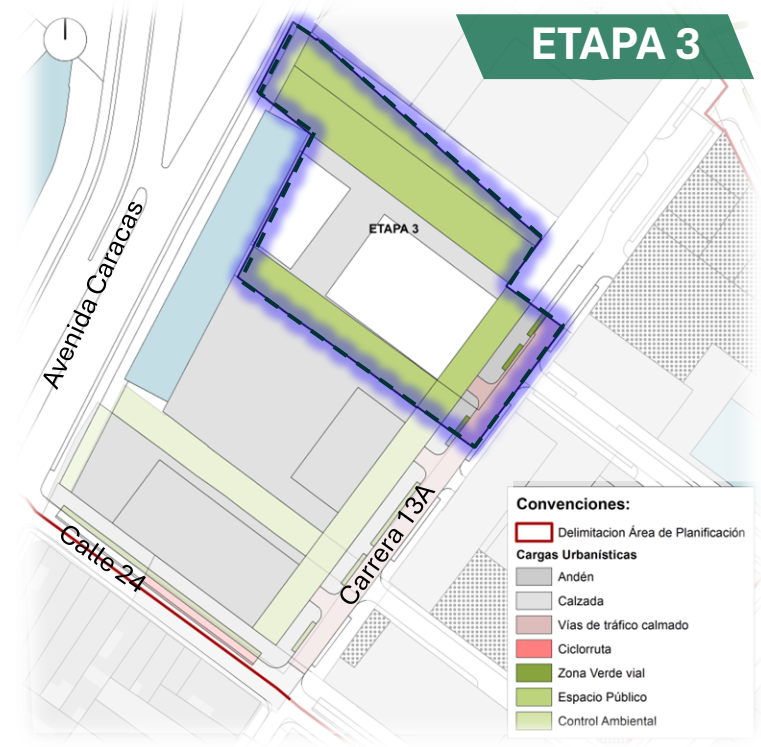 ETAPA 3
ETAPA 3
Avenida Caracas
Calle 24
Carrera 13A
Convenciones:
Delimitacion Área de Planificación
Cargas Urbanísticas
Andén
Calzada
Vías de tráfico calmado
Ciclorruta
Zona Verde vial
Espacio Público
Control Ambiental